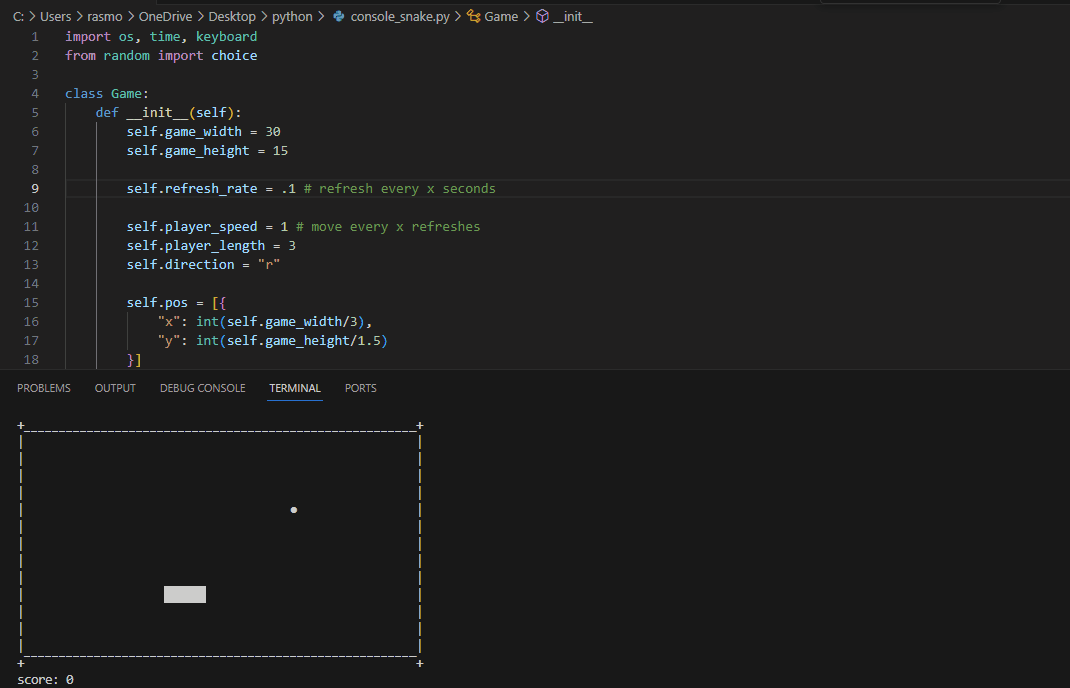 C: > Users > rasmo > OneDrive > Desktop > python > console_snake.py > Game > __init__
1 import os, time, keyboard
2 from random import choice
3
4 class Game:
5     def __init__(self):
6         self.game_width = 30
7         self.game_height = 15
8
9         self.refresh_rate = .1 # refresh every x seconds
10
11         self.player_speed = 1 # move every x refreshes
12         self.player_length = 3
13         self.direction = "r"
14
15         self.pos = [{
16             "x": int(self.game_width/3),
17             "y": int(self.game_height/1.5)
18         }]
PROBLEMS OUTPUT DEBUG CONSOLE TERMINAL PORTS
score: 0